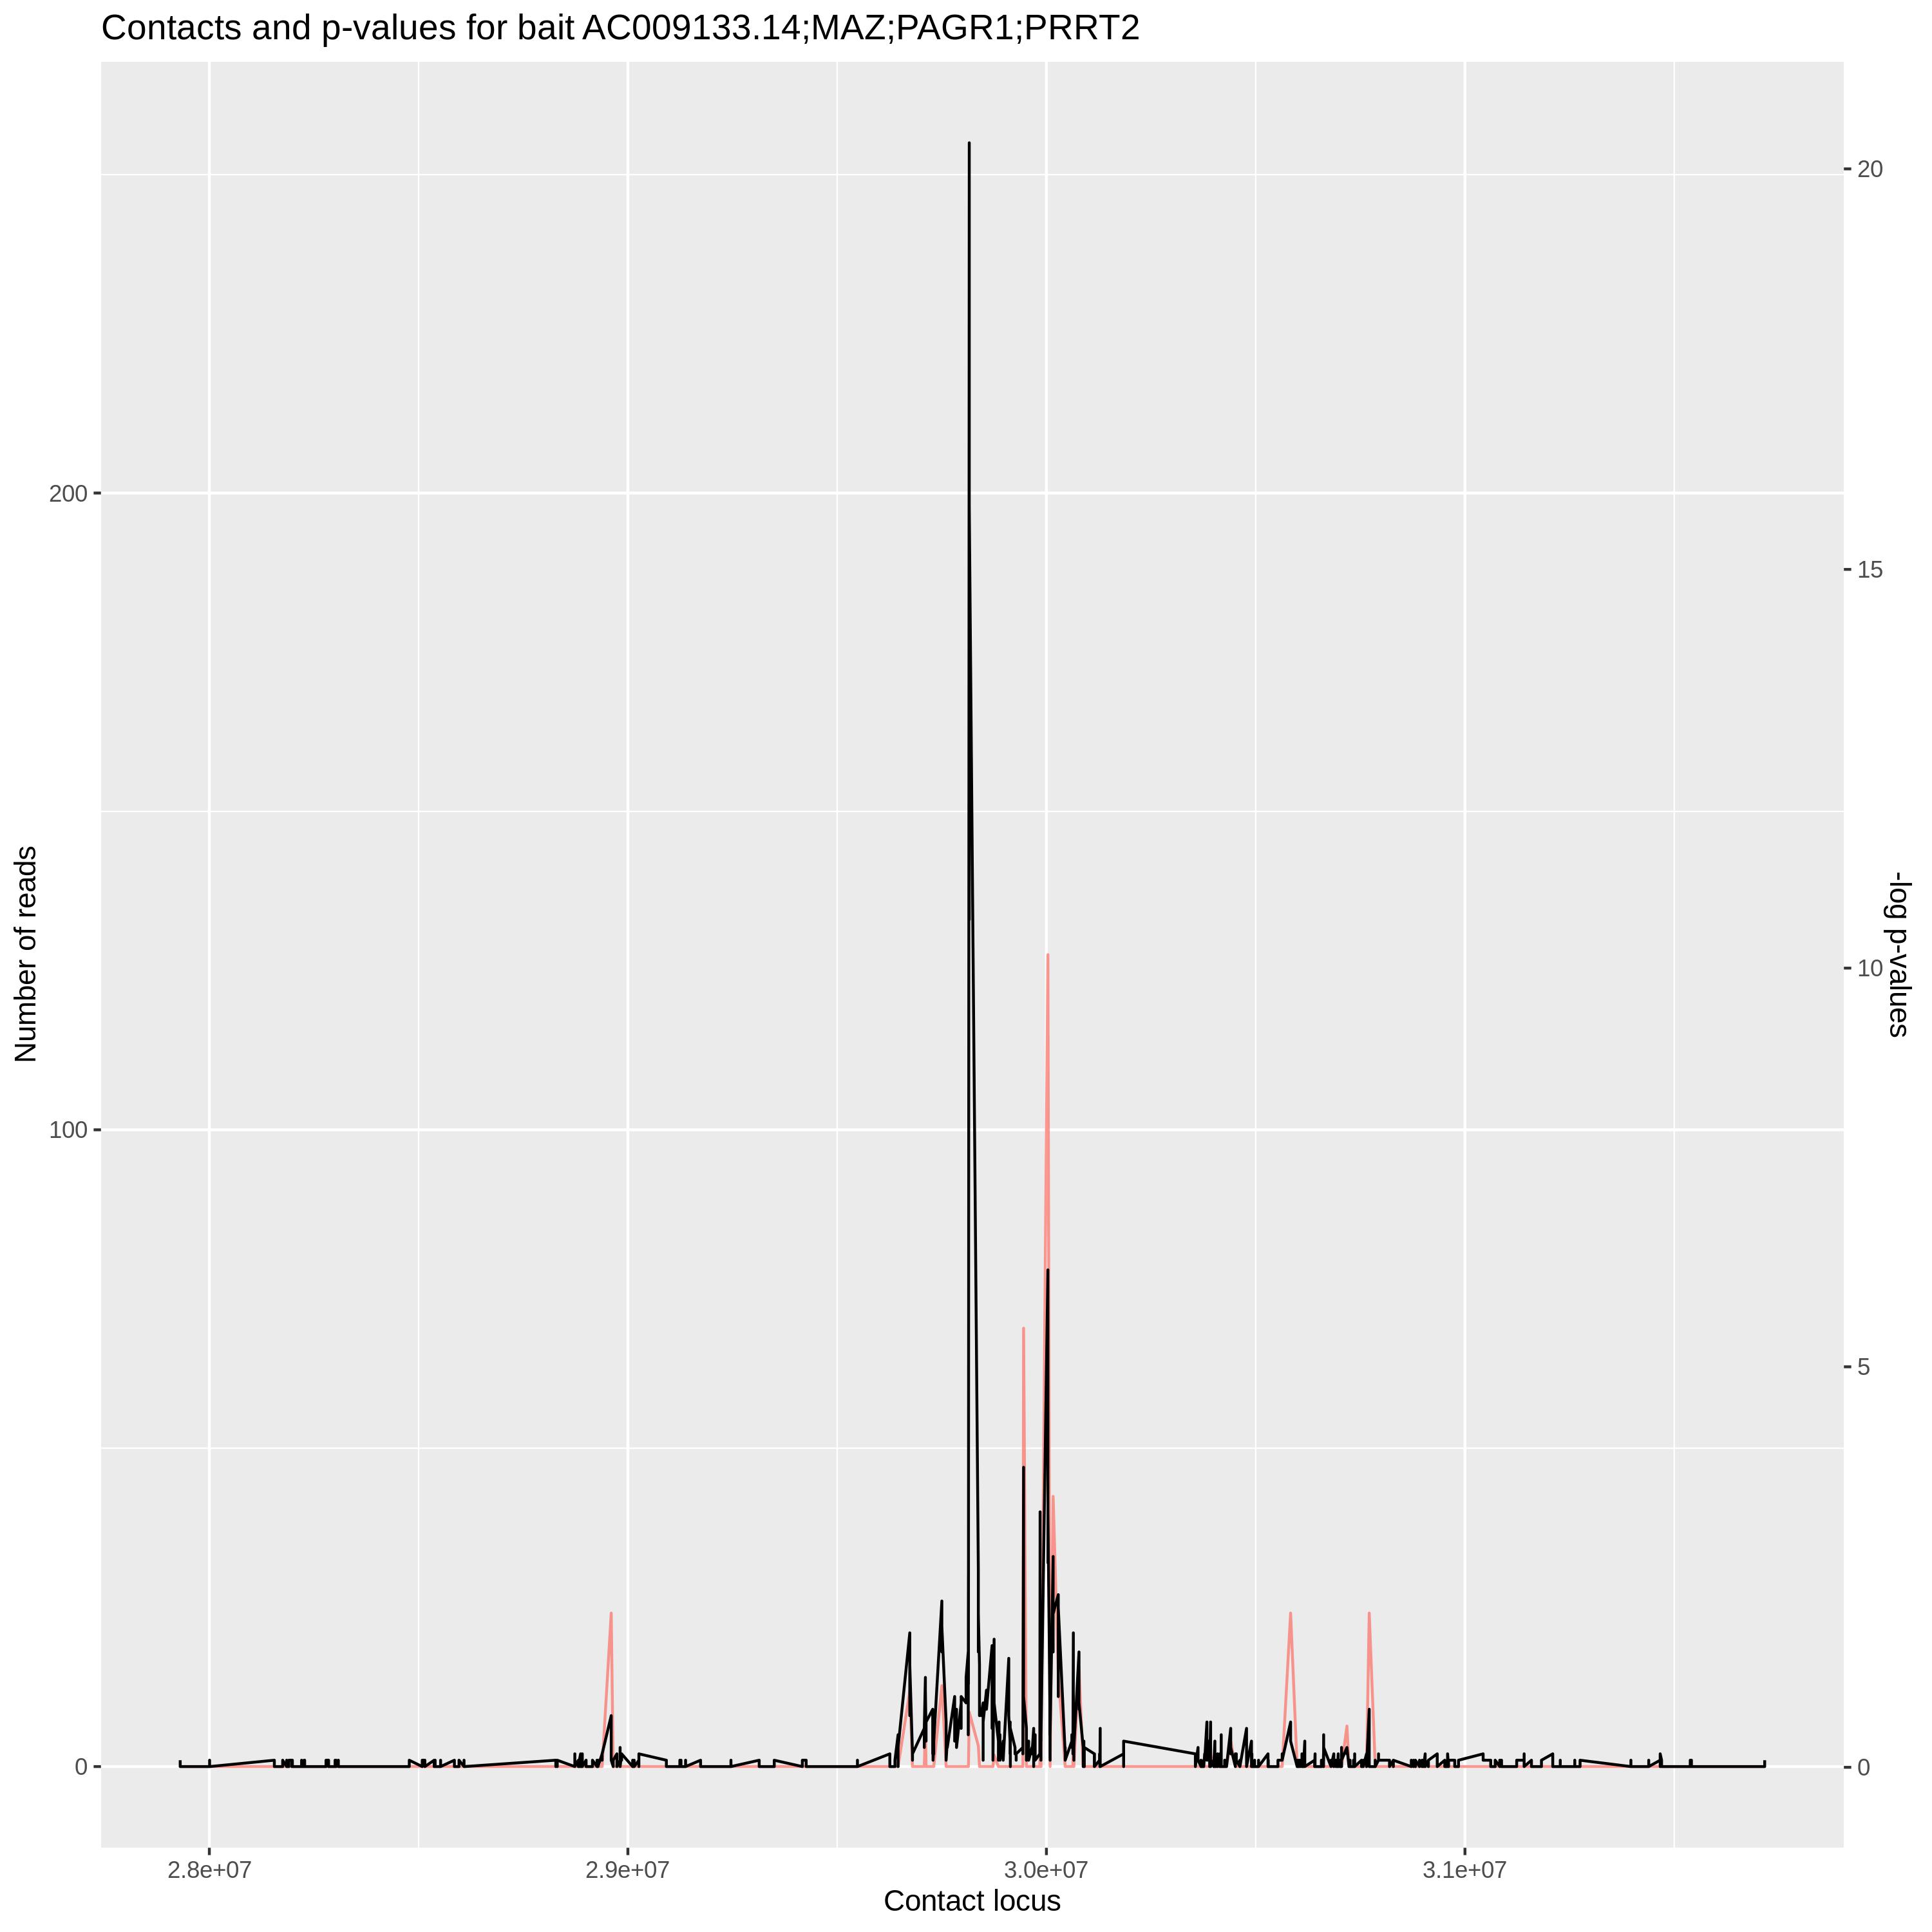 Contacts and p-values for bait AC009133.14;MAZ;PAGR1;PRRT2
Number of reads
200
100
0
20
15
10
5
0
-log p-values
2.8e+07
2.9e+07
3.0e+07
3.1e+07
Contact locus